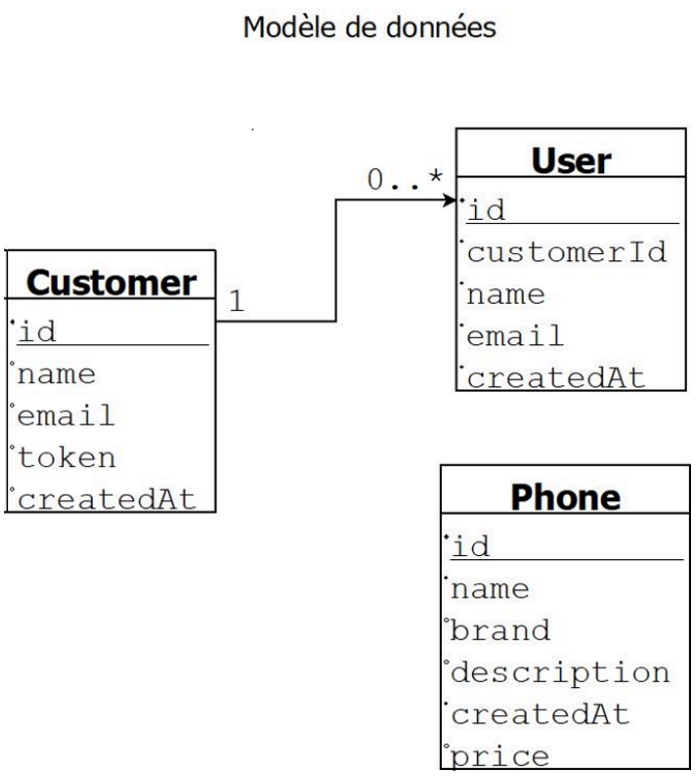 Modèle de données
User
0..*
id
customerId
name
email
createdAt
Customer
1
id
name
email
token
createdAt
Phone
id
name
brand
description
createdAt
price